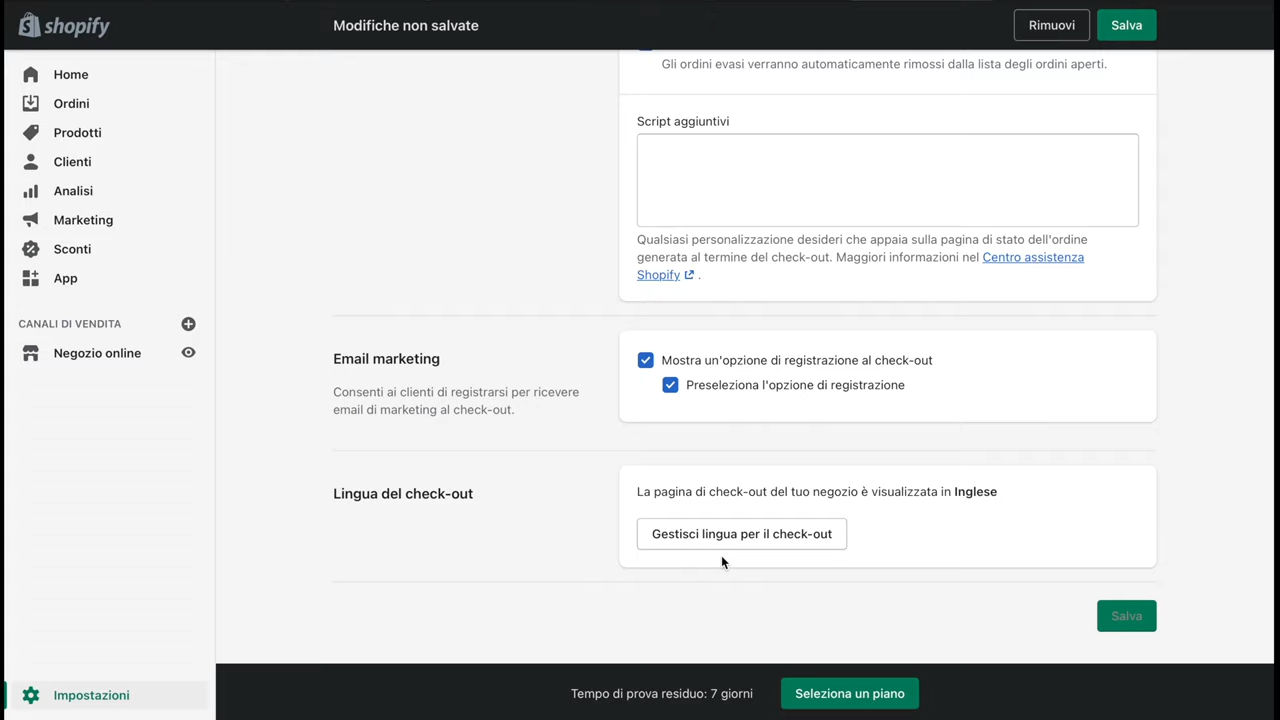 shopify
Modifiche non salvate
Rimuovi
Salva
Home
Ordini
Prodotti
Clienti
Analisi
Marketing
Sconti
App
CANALI DI VENDITA
Negozio online
Impostazioni
Gli ordini evasi verranno automaticamente rimossi dalla lista degli ordini aperti.
Script aggiuntivi
Qualsiasi personalizzazione desideri che appaia sulla pagina di stato dell'ordine
generata al termine del check-out. Maggiori informazioni nel Centro assistenza
Shopify .
Email marketing
Consenti ai clienti di registrarsi per ricevere
email di marketing al check-out.
Mostra un'opzione di registrazione al check-out
Preseleziona l'opzione di registrazione
Lingua del check-out
La pagina di check-out del tuo negozio è visualizzata in Inglese
Gestisci lingua per il check-out
Salva
Tempo di prova residuo: 7 giorni
Seleziona un piano